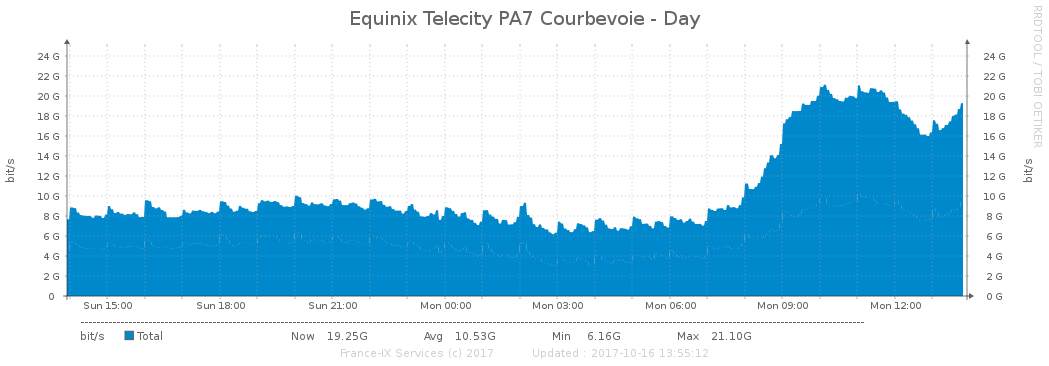 Equinix Telecity PA7 Courbevoie - Day
RRDTOOL / TOBI OETIKER
bit/s
bit/s
24 G 24 G
22 G 22 G
20 G 20 G
18 G 18 G
16 G 16 G
14 G 14 G
12 G 12 G
10 G 10 G
8 G 8 G
6 G 6 G
4 G 4 G
2 G 2 G
0 0 G
Sun 15:00 Sun 18:00 Sun 21:00 Mon 00:00 Mon 03:00 Mon 06:00 Mon 09:00 Mon 12:00
bit/s Total Now 19.25G Avg 10.53G Min 6.16G Max 21.10G
France-IX Services (c) 2017 Updated : 2017-10-16 13:55:12